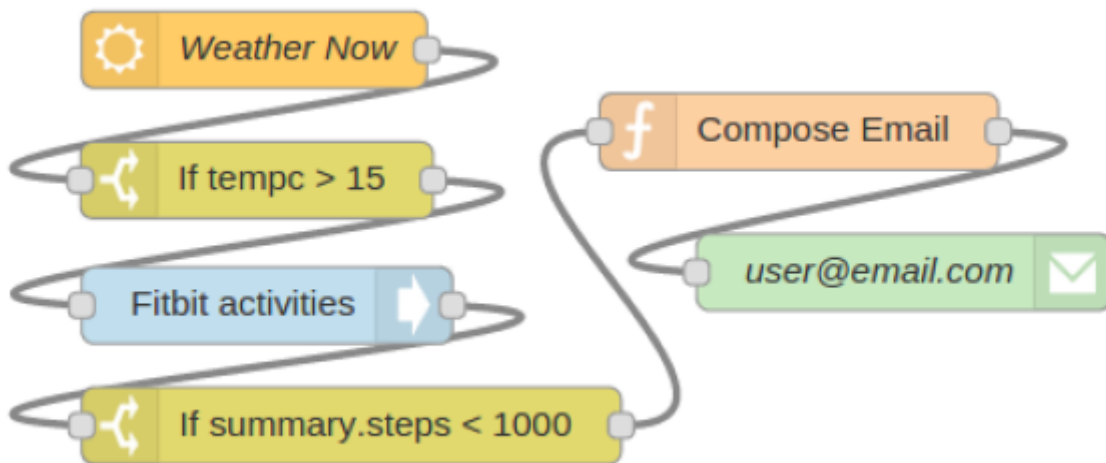 Weather Now
If tempc > 15
Fitbit activities
If summary.steps < 1000
Compose Email
user@email.com